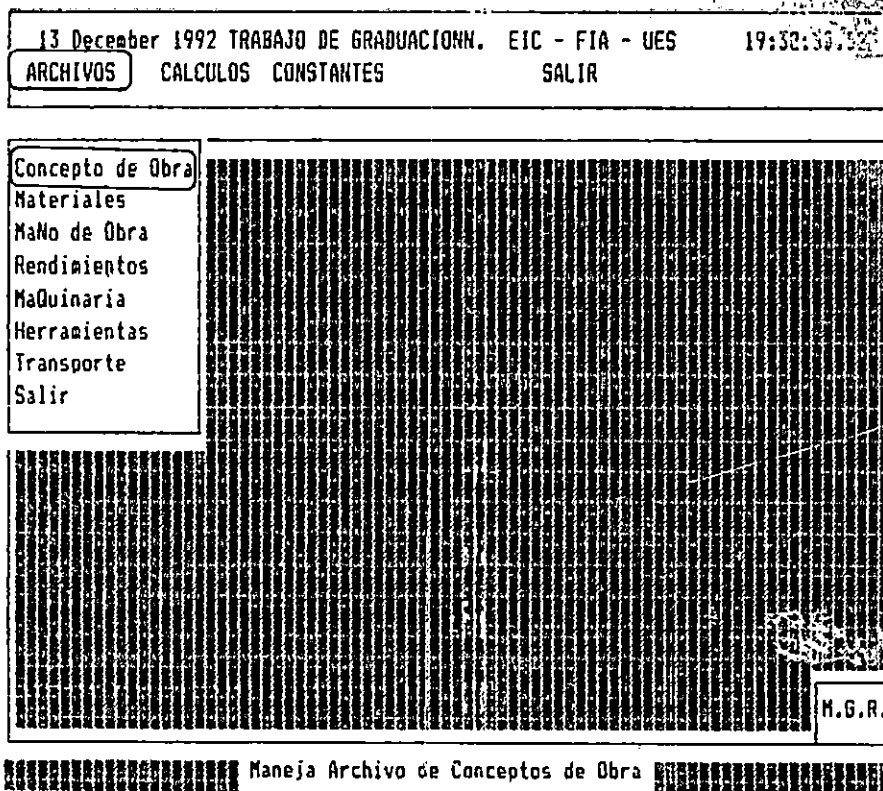 13 December 1992 TRABAJO DE GRADUACIONN. EIC - FIA - UES
ARCHIVOS CALCULOS CONSTANTES SALIR
Concepto de Obra
Materiales
MaNo de Obra
Rendimientos
MaQuinaria
Herramientas
Transporte
Salir
M.G.R.
Maneja Archivo de Conceptos de Obra